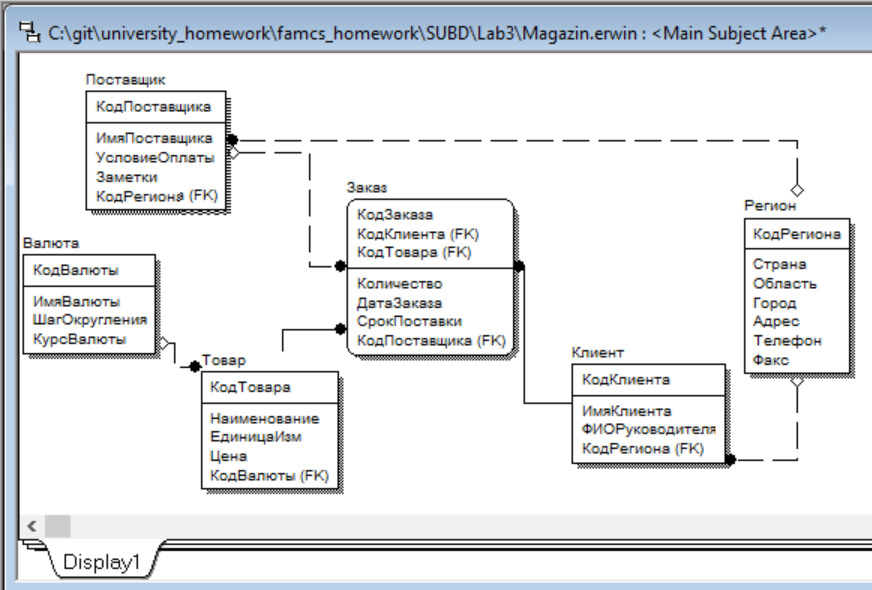 C:\git\university_homework\famcs_homework\SUBD\Lab3\Magazin.erwin : <Main Subject Area>*
Поставщик
КодПоставщика
ИмяПоставщика
УсловиеОплаты
Заметки
КодРегиона (FK)
Заказ
КодЗаказа
КодКлиента (FK)
КодТовара (FK)
Количество
ДатаЗаказа
СрокПоставки
КодПоставщика (FK)
Регион
КодРегиона
Страна
Область
Город
Адрес
Телефон
Факс
Валюта
КодВалюты
ИмяВалюты
ШагОкругления
КурсВалюты
Товар
КодТовара
Наименование
ЕдиницаИзм
Цена
КодВалюты (FK)
Клиент
КодКлиента
ИмяКлиента
ФИОРуководителя
КодРегиона (FK)
Display1